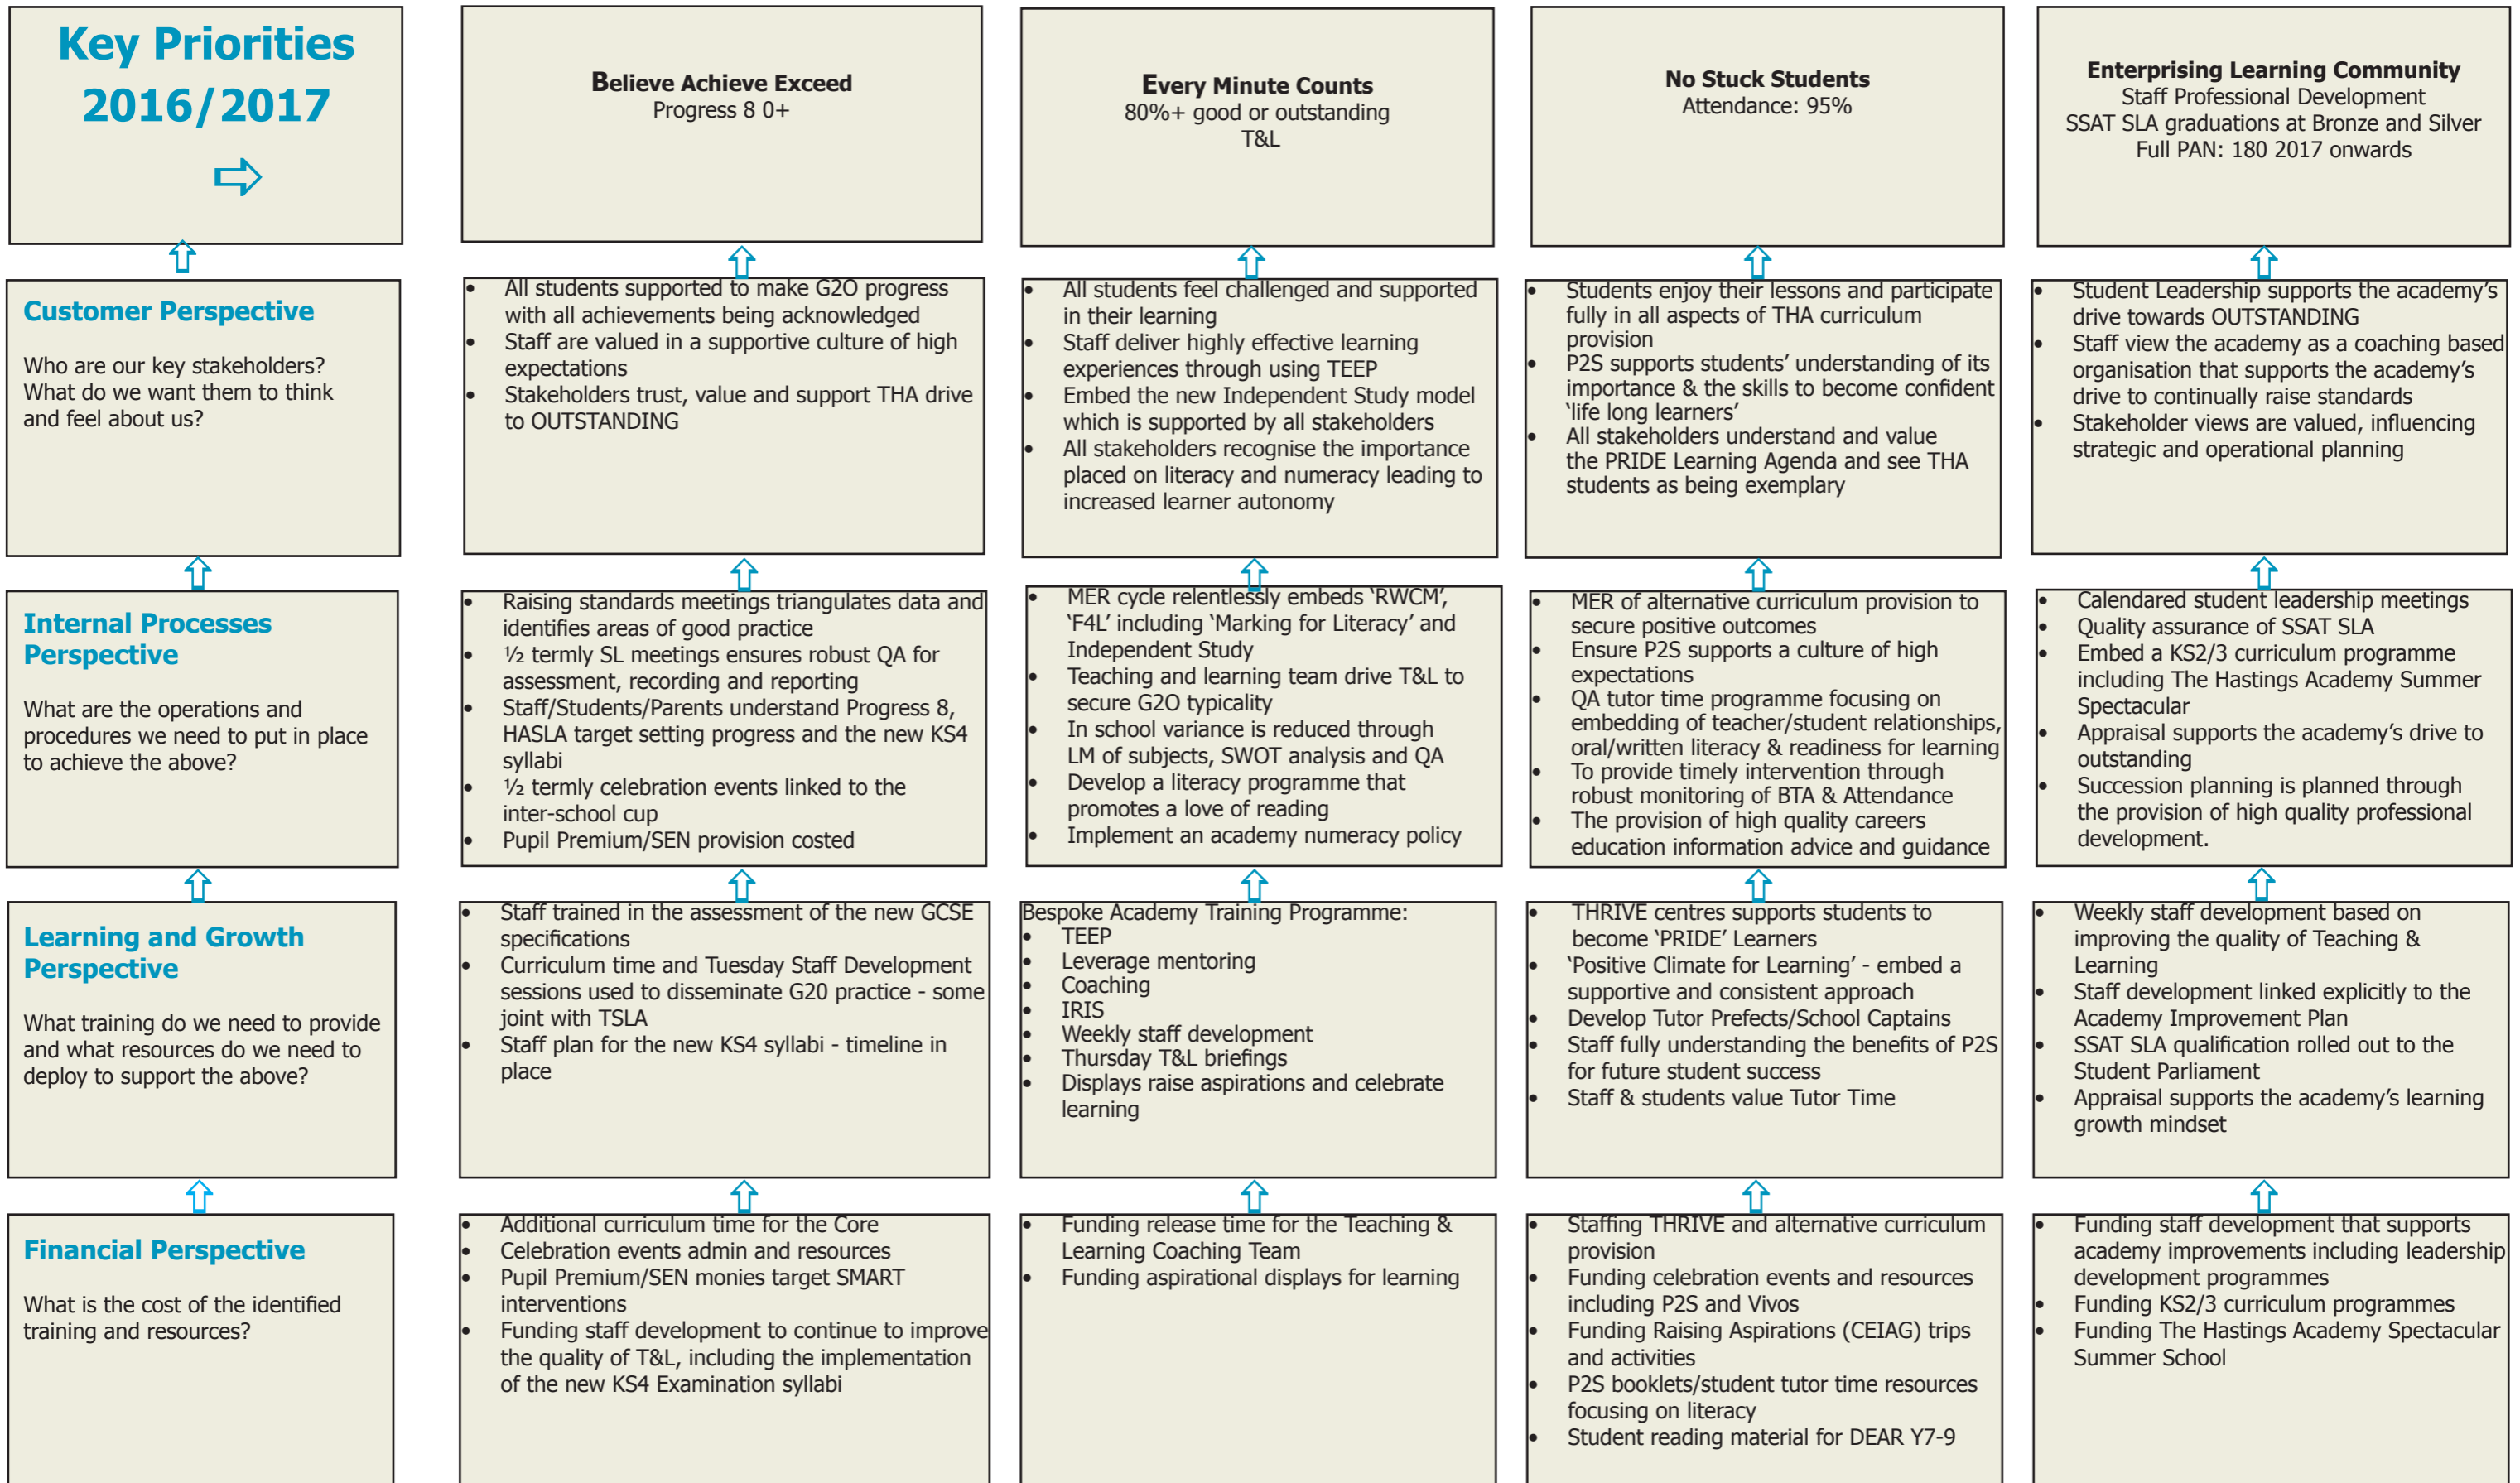 Key Priorities
2016/2017
Believe Achieve Exceed
Progress 8 0+
Every Minute Counts
80%+ good or outstanding
T&L
No Stuck Students
Attendance: 95%
Enterprising Learning Community
Staff Professional Development
SSAT SLA graduations at Bronze and Silver
Full PAN: 180 2017 onwards
Customer Perspective
Who are our key stakeholders?
What do we want them to think
and feel about us?
• All students supported to make G2O progress
with all achievements being acknowledged
• Staff are valued in a supportive culture of high
expectations
• Stakeholders trust, value and support THA drive
to OUTSTANDING
• All students feel challenged and supported
in their learning
• Staff deliver highly effective learning
experiences through using TEEP
• Embed the new Independent Study model
which is supported by all stakeholders
• All stakeholders recognise the importance
placed on literacy and numeracy leading to
increased learner autonomy
• Students enjoy their lessons and participate
fully in all aspects of THA curriculum
provision
• P2S supports students' understanding of its
importance & the skills to become confident
'life long learners'
• All stakeholders understand and value
the PRIDE Learning Agenda and see THA
students as being exemplary
• Student Leadership supports the academy's
drive towards OUTSTANDING
• Staff view the academy as a coaching based
organisation that supports the academy's
drive to continually raise standards
• Stakeholder views are valued, influencing
strategic and operational planning
Internal Processes
Perspective
What are the operations and
procedures we need to put in place
to achieve the above?
• Raising standards meetings triangulates data and
identifies areas of good practice
• ½ termly SL meetings ensures robust QA for
assessment, recording and reporting
• Staff/Students/Parents understand Progress 8,
HASLA target setting progress and the new KS4
syllabi
• ½ termly celebration events linked to the
inter-school cup
• Pupil Premium/SEN provision costed
• MER cycle relentlessly embeds 'RWCM',
'F4L' including 'Marking for Literacy' and
Independent Study
• Teaching and learning team drive T&L to
secure G2O typicality
• In school variance is reduced through
LM of subjects, SWOT analysis and QA
• Develop a literacy programme that
promotes a love of reading
• Implement an academy numeracy policy
• MER of alternative curriculum provision to
secure positive outcomes
• Ensure P2S supports a culture of high
expectations
• QA tutor time programme focusing on
embedding of teacher/student relationships,
oral/written literacy & readiness for learning
• To provide timely intervention through
robust monitoring of BTA & Attendance
• The provision of high quality careers
education information advice and guidance
• Calendared student leadership meetings
• Quality assurance of SSAT SLA
• Embed a KS2/3 curriculum programme
including The Hastings Academy Summer
Spectacular
• Appraisal supports the academy's drive to
outstanding
• Succession planning is planned through
the provision of high quality professional
development.
Learning and Growth
Perspective
What training do we need to provide
and what resources do we need to
deploy to support the above?
• Staff trained in the assessment of the new GCSE
specifications
• Curriculum time and Tuesday Staff Development
sessions used to disseminate G20 practice - some
joint with TSLA
• Staff plan for the new KS4 syllabi - timeline in
place
Bespoke Academy Training Programme:
• TEEP
• Leverage mentoring
• Coaching
• IRIS
• Weekly staff development
• Thursday T&L briefings
• Displays raise aspirations and celebrate
learning
• THRIVE centres supports students to
become 'PRIDE' Learners
• 'Positive Climate for Learning' - embed a
supportive and consistent approach
• Develop Tutor Prefects/School Captains
• Staff fully understanding the benefits of P2S
for future student success
• Staff & students value Tutor Time
• Weekly staff development based on
improving the quality of Teaching &
Learning
• Staff development linked explicitly to the
Academy Improvement Plan
• SSAT SLA qualification rolled out to the
Student Parliament
• Appraisal supports the academy's learning
growth mindset
Financial Perspective
What is the cost of the identified
training and resources?
• Additional curriculum time for the Core
• Celebration events admin and resources
• Pupil Premium/SEN monies target SMART
interventions
• Funding staff development to continue to improve
the quality of T&L, including the implementation
of the new KS4 Examination syllabi
• Funding release time for the Teaching &
Learning Coaching Team
• Funding aspirational displays for learning
• Staffing THRIVE and alternative curriculum
provision
• Funding celebration events and resources
including P2S and Vivos
• Funding Raising Aspirations (CEIAG) trips
and activities
• P2S booklets/student tutor time resources
focusing on literacy
• Student reading material for DEAR Y7-9
• Funding staff development that supports
academy improvements including leadership
development programmes
• Funding KS2/3 curriculum programmes
• Funding The Hastings Academy Spectacular
Summer School